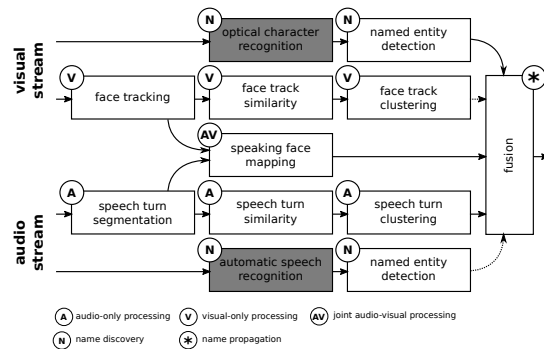 visual
stream
N
optical character
recognition
N
named entity
detection
V
face tracking
V
face track
similarity
V
face track
clustering
*
fusion
AV
speaking face
mapping
audio
stream
A
speech turn
segmentation
A
speech turn
similarity
A
speech turn
clustering
N
automatic speech
recognition
N
named entity
detection
A audio-only processing V visual-only processing AV joint audio-visual processing
N name discovery * name propagation